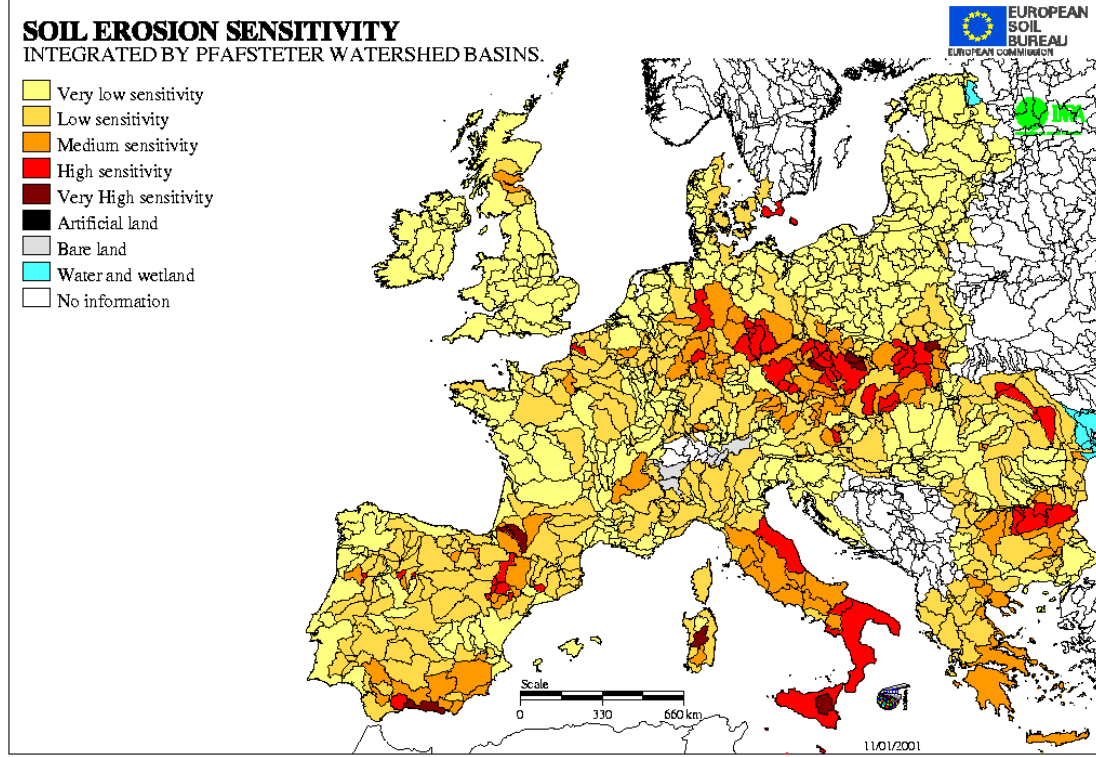 SOIL EROSION SENSITIVITY
INTEGRATED BY PFAFSTETER WATERSHED BASINS.
EUROPEAN
SOIL
BUREAU
EUROPEAN COMMISSION
Very low sensitivity
Low sensitivity
Medium sensitivity
High sensitivity
Very High sensitivity
Artificial land
Bare land
Water and wetland
No information
INRA
Scale
0 330 660 km
11/01/2001